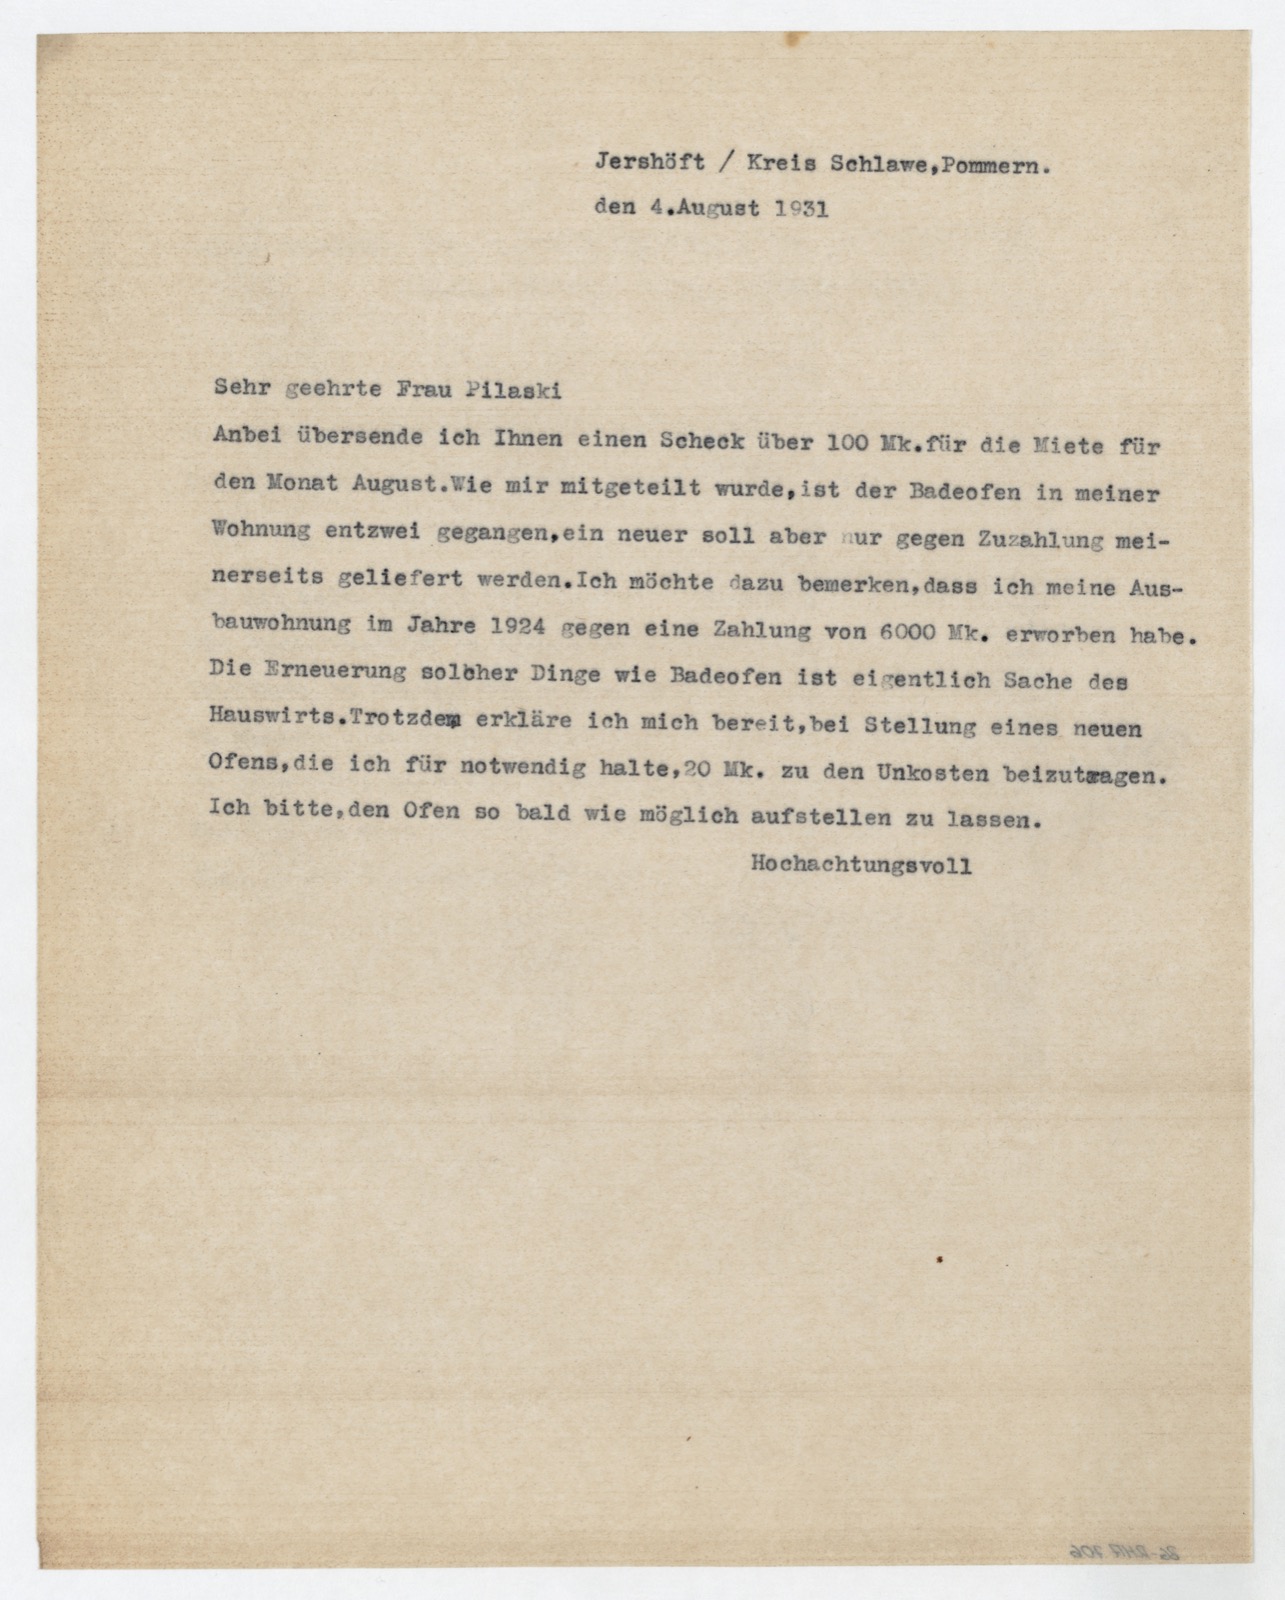 Jershöft / Kreis Schlawe,Pommern.
den 4.August 1931
Sehr geehrte Frau Pilaski
Anbei übersende ich Ihnen einen Scheck über 100 Mk.für die Miete für
den Monat August.Wie mir mitgeteilt wurde,ist der Badeofen in meiner
Wohnung entzwei gegangen,ein neuer soll aber nur gegen Zuzahlung mei-
nerseits geliefert werden.Ich möchte dazu bemerken,dass ich meine Aus-
bauwohnung im Jahre 1924 gegen eine Zahlung von 6000 Mk. erworben habe.
Die Erneuerung solcher Dinge wie Badeofen ist eigentlich Sache des
Hauswirts.Trotzdem erkläre ich mich bereit,bei Stellung eines neuen
Ofens,die ich für notwendig halte,20 Mk. zu den Unkosten beizutragen.
Ich bitte,den Ofen so bald wie möglich aufstellen zu lassen.
Hochachtungsvoll